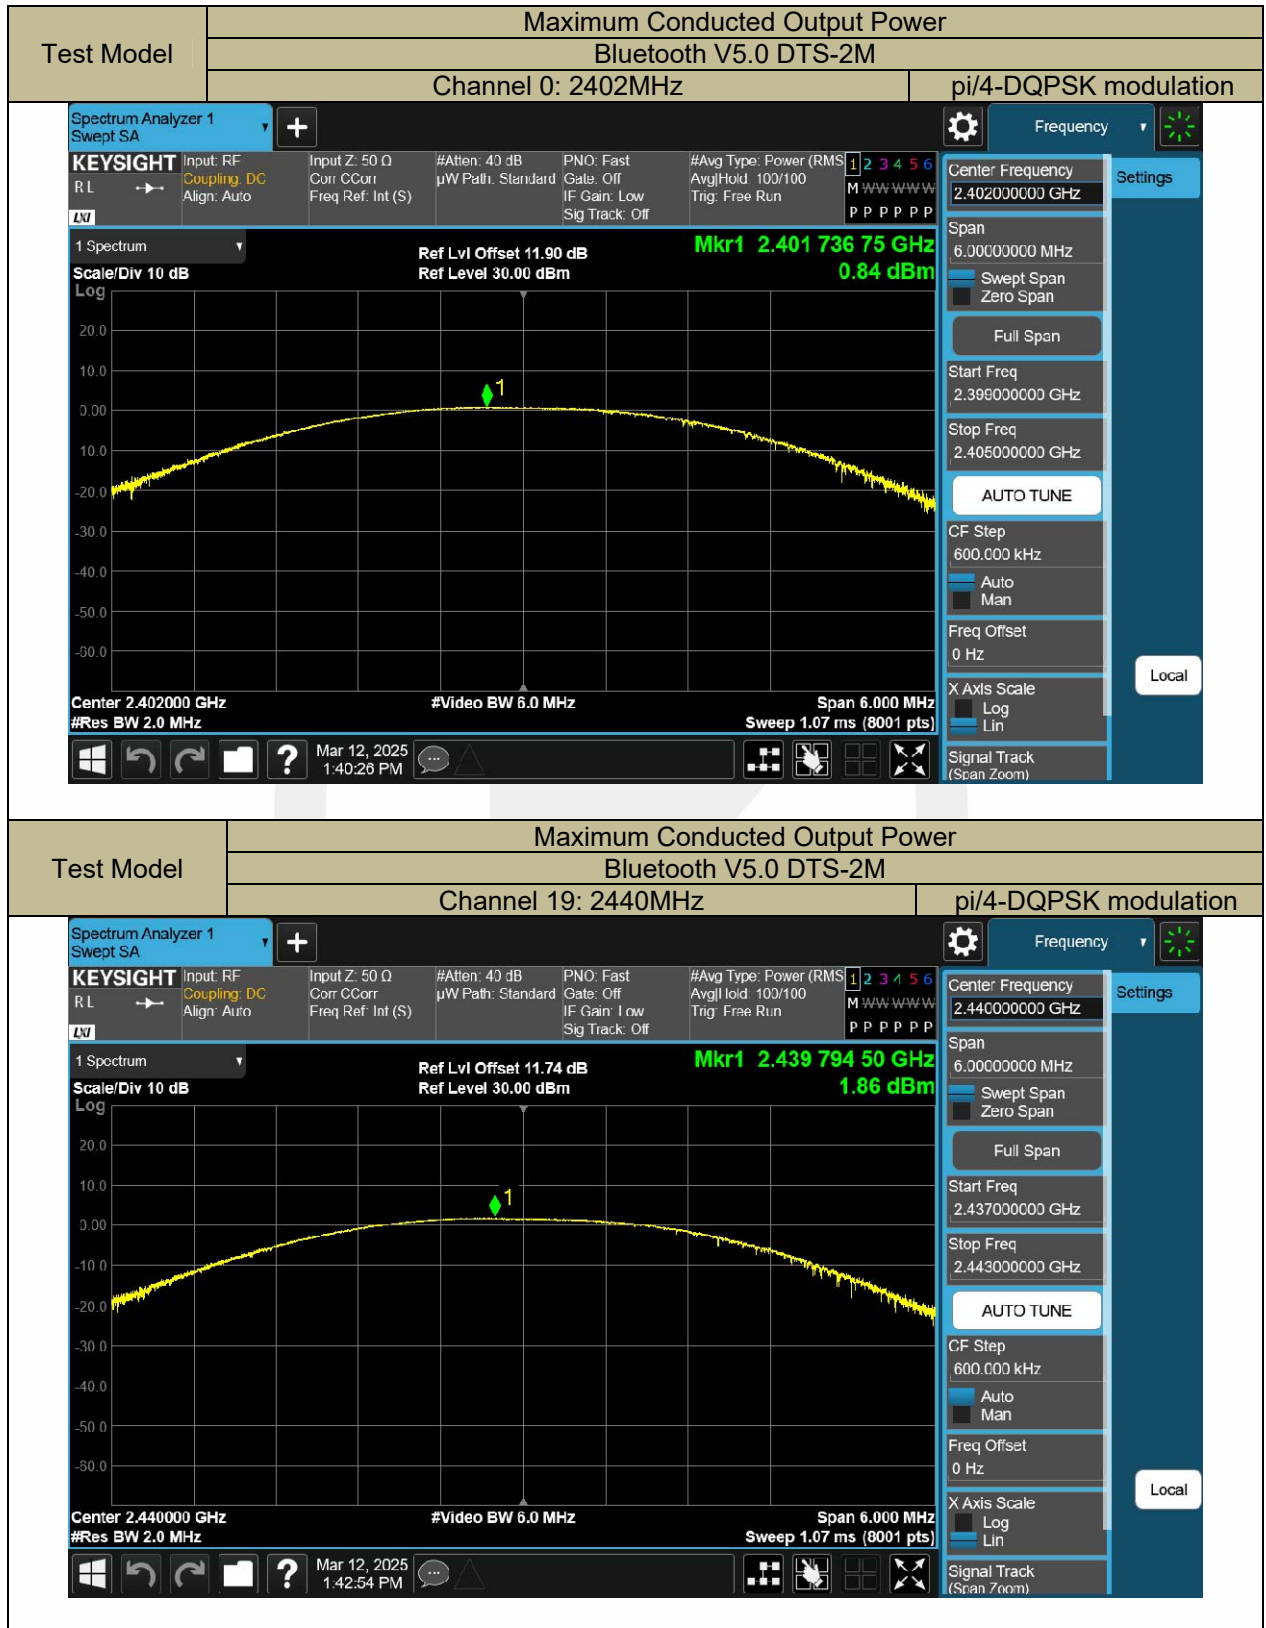 Test Model
Maximum Conducted Output Power
Bluetooth V5.0 DTS-2M
Channel 0: 2402MHz
pi/4-DQPSK modulation
Spectrum Analyzer 1
Swept SA
Frequency
KEYSIGHT
R L
LXI
Input: RF
Coupling: DC
Align: Auto
Input Z: 50 Ω
Corr CCorr
Freq Ref: Int (S)
#Atten: 40 dB
µW Path: Standard
PNO: Fast
Gate: Off
IF Gain: Low
Sig Track: Off
#Avg Type: Power (RMS
Avg|Hold: 100/100
Trig: Free Run
1 2 3 4 5 6
M W W W W W
P P P P P P
1 Spectrum
Scale/Div 10 dB
Log
Ref Lvl Offset 11.90 dB
Ref Level 30.00 dBm
Mkr1 2.401 736 75 GHz
0.84 dBm
1
20.0
10.0
0.00
10.0
-20.0
-30.0
-40.0
-50.0
-60.0
Center 2.402000 GHz
#Res BW 2.0 MHz
#Video BW 6.0 MHz
Span 6.000 MHz
Sweep 1.07 ms (8001 pts)
Mar 12, 2025
1:40:26 PM
Center Frequency
2.402000000 GHz
Span
6.00000000 MHz
Swept Span
Zero Span
Full Span
Start Freq
2.399000000 GHz
Stop Freq
2.405000000 GHz
AUTO TUNE
CF Step
600.000 kHz
Auto
Man
Freq Offset
0 Hz
X Axis Scale
Log
Lin
Signal Track
(Span Zoom)
Settings
Local
Test Model
Maximum Conducted Output Power
Bluetooth V5.0 DTS-2M
Channel 19: 2440MHz
pi/4-DQPSK modulation
Spectrum Analyzer 1
Swept SA
Frequency
KEYSIGHT
R L
LXI
Input: RF
Coupling: DC
Align: Auto
Input Z: 50 Ω
Corr CCorr
Freq Ref: Int (S)
#Atten: 40 dB
µW Path: Standard
PNO: Fast
Gate: Off
IF Gain: Low
Sig Track: Off
#Avg Type: Power (RMS
Avg|Hold: 100/100
Trig: Free Run
1 2 3 4 5 6
M W W W W W
P P P P P P
1 Spectrum
Scale/Div 10 dB
Log
Ref Lvl Offset 11.74 dB
Ref Level 30.00 dBm
Mkr1 2.439 794 50 GHz
1.86 dBm
1
20.0
10.0
0.00
-10.0
-20.0
-30.0
-40.0
-50.0
-60.0
Center 2.440000 GHz
#Res BW 2.0 MHz
#Video BW 6.0 MHz
Span 6.000 MHz
Sweep 1.07 ms (8001 pts)
Mar 12, 2025
1:42:54 PM
Center Frequency
2.440000000 GHz
Span
6.00000000 MHz
Swept Span
Zero Span
Full Span
Start Freq
2.437000000 GHz
Stop Freq
2.443000000 GHz
AUTO TUNE
CF Step
600.000 kHz
Auto
Man
Freq Offset
0 Hz
X Axis Scale
Log
Lin
Signal Track
(Span Zoom)
Settings
Local